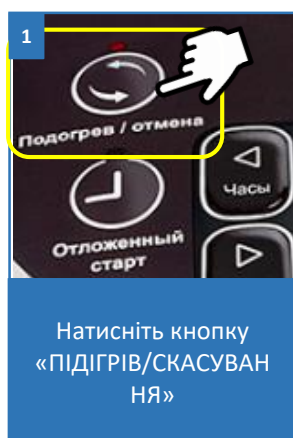 1
Подогрев / отмена
Часы
Отложенный
старт
Натисніть кнопку
«ПІДІГРІВ/СКАСУВАН
НЯ»